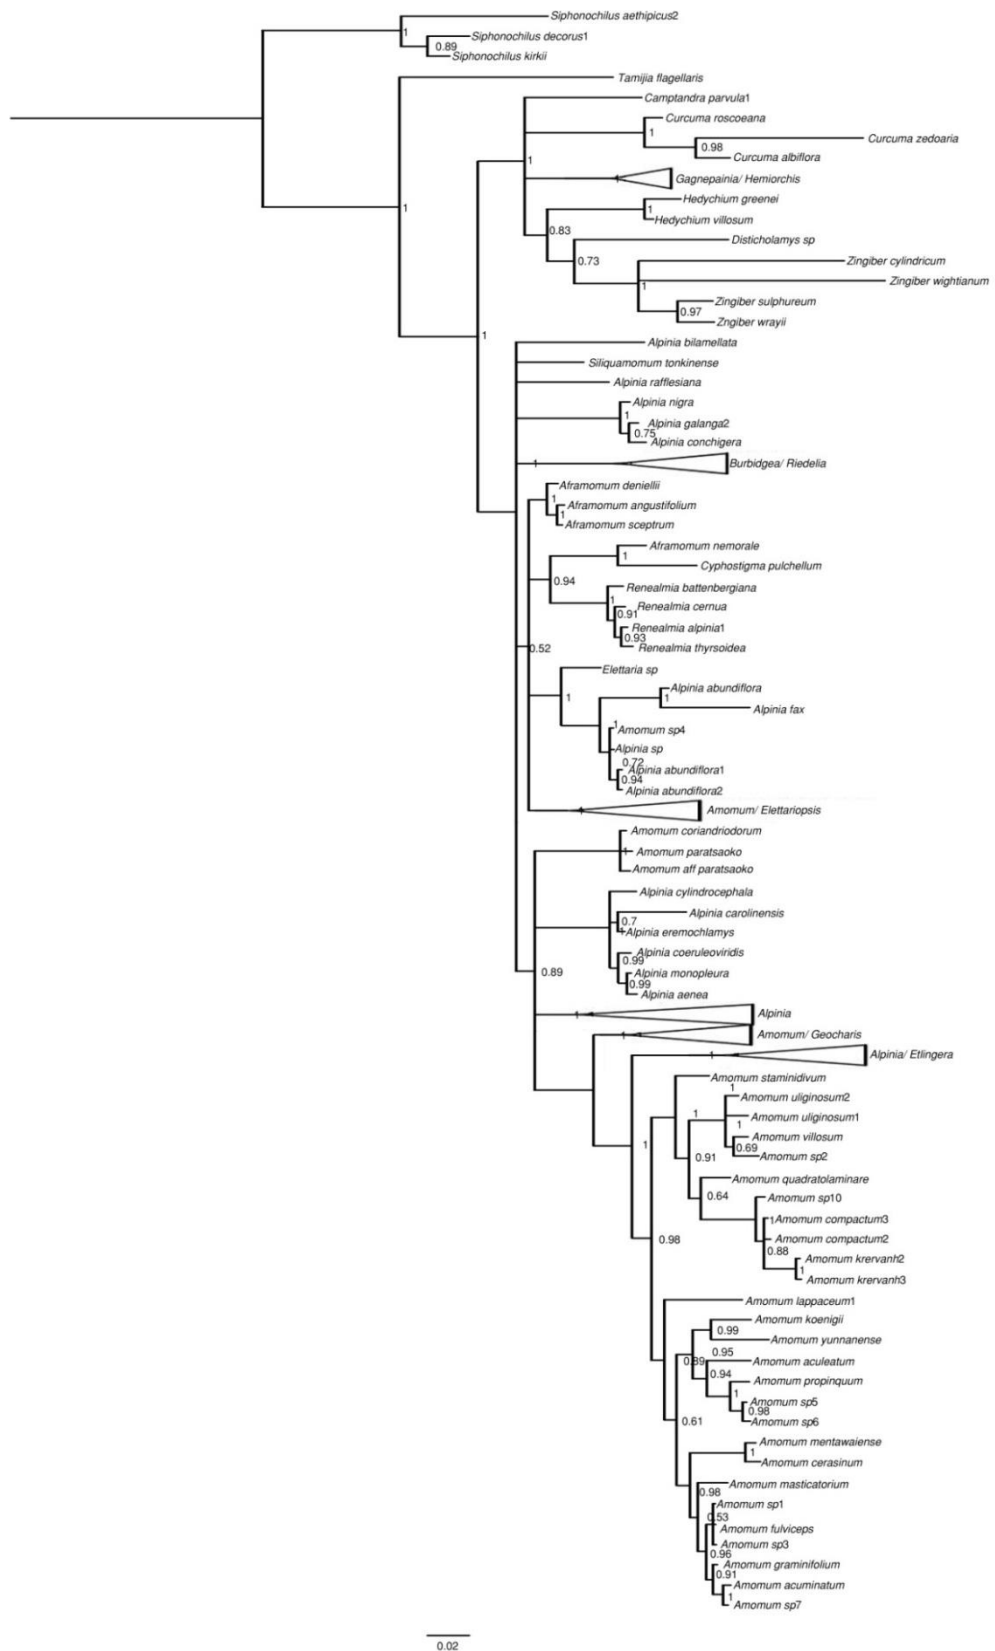 Siphonochilus aethipicus2
1
Siphonochilus decorus1
0.89
Siphonochilus kirkii
Tamijia flagellaris
Camptandra parvula1
Curcuma roscoeana
1
Curcuma zedoaria
0.98
Curcuma albiflora
1
Gagnepainia/ Hemiorchis
Hedychium greenei
1
1
Hedychium villosum
0.83
Disticholamys sp
0.73
Zingiber cylindricum
Zingiber wightianum
1
Zingiber sulphureum
0.97
Zngiber wrayii
1
Alpinia bilamellata
Siliquamomum tonkinense
Alpinia rafflesiana
Alpinia nigra
1
Alpinia galanga2
0.75
Alpinia conchigera
1
Burbidgea/ Riedelia
Aframomum deniellii
1
Aframomum angustifolium
1
Aframomum sceptrum
Aframomum nemorale
1
Cyphostigma pulchellum
0.94
Renealmia battenbergiana
1
Renealmia cernua
0.91
Renealmia alpinia1
0.93
Renealmia thyrsoidea
0.52
Elettaria sp
Alpinia abundiflora
1
1
Alpinia fax
1
Amomum sp4
Alpinia sp
0.72
Alpinia abundiflora1
0.94
Alpinia abundiflora2
1
Amomum/ Elettariopsis
Amomum coriandriodorum
1
Amomum paratsaoko
Amomum aff paratsaoko
Alpinia cylindrocephala
Alpinia carolinensis
0.7
Alpinia eremochlamys
Alpinia coeruleoviridis
0.99
0.89
Alpinia monopleura
0.99
Alpinia aenea
1
Alpinia
1
Amomum/ Geocharis
1
Alpinia/ Etlingera
Amomum staminidivum
1
Amomum uliginosum2
1
Amomum uliginosum1
1
Amomum villosum
1
0.69
Amomum sp2
0.91
Amomum quadratolaminare
0.64
Amomum sp10
1
Amomum compactum3
Amomum compactum2
0.98
0.88
Amomum krervanh2
1
Amomum krervanh3
Amomum lappaceum1
Amomum koenigii
0.99
Amomum yunnanense
0.95
0.89
Amomum aculeatum
0.94
Amomum propinquum
1
Amomum sp5
0.98
Amomum sp6
0.61
Amomum mentawaiense
1
Amomum cerasinum
Amomum masticatorium
0.98
Amomum sp1
0.53
Amomum fulviceps
Amomum sp3
0.96
Amomum graminifolium
0.91
Amomum acuminatum
1
Amomum sp7
0.02